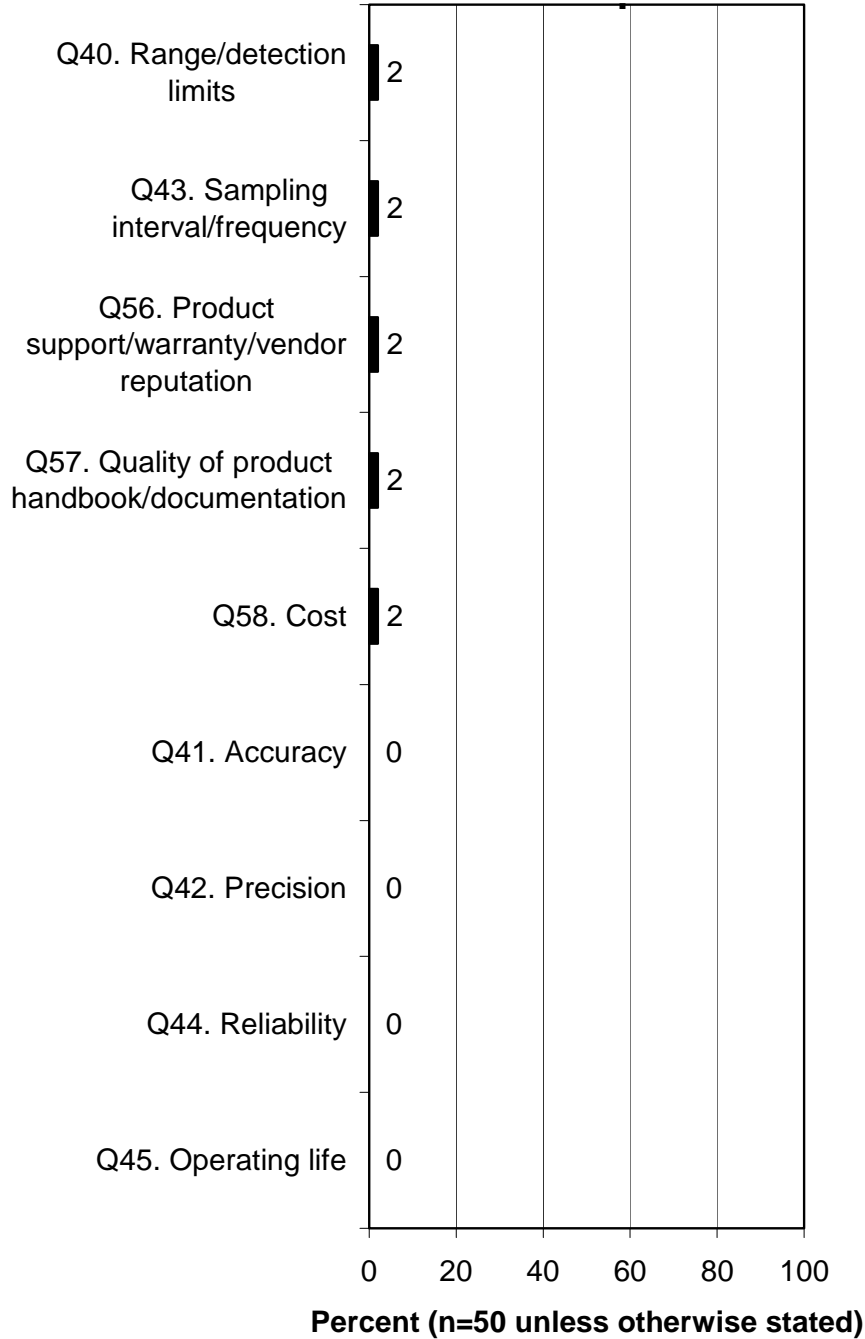 Q40. Range/detection
limits
2
Q43. Sampling
interval/frequency
2
Q56. Product
support/warranty/vendor
reputation
2
Q57. Quality of product
handbook/documentation
2
Q58. Cost
2
Q41. Accuracy
0
Q42. Precision
0
Q44. Reliability
0
Q45. Operating life
0
0 20 40 60 80 100
Percent (n=50 unless otherwise stated)